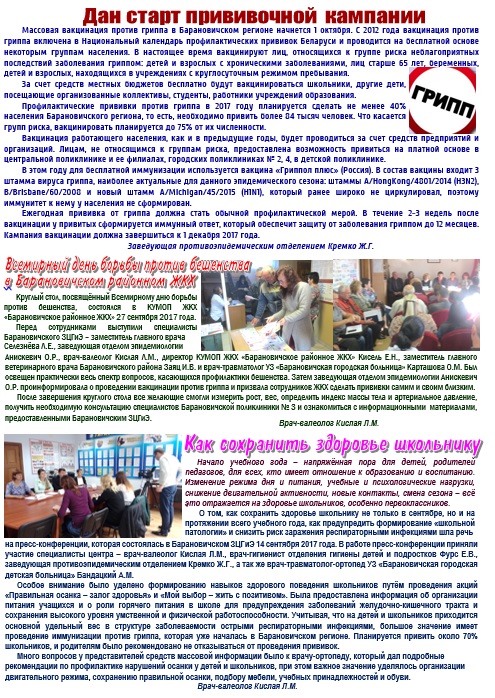 Дан старт прививочной кампании
Массовая вакцинация против гриппа в Барановичском регионе начнется 1 октября. С 2012 года вакцинация против
гриппа включена в Национальный календарь профилактических прививок Беларуси и проводится на бесплатной основе
некоторым группам населения. В настоящее время вакцинируют лиц, относящихся к группе риска неблагоприятных
последствий заболевания гриппом: детей и взрослых с хроническими заболеваниями, лиц старше 65 лет, беременных,
детей и взрослых, находящихся в учреждениях с круглосуточным режимом пребывания.
За счет средств местных бюджетов бесплатно будут вакцинироваться школьники, другие дети,
посещающие организованные коллективы, студенты, работники учреждений образования.
Профилактические прививки против гриппа в 2017 году планируется сделать не менее 40%
населения Барановичского региона, то есть, необходимо привить более 84 тысяч человек. Что касается
групп риска, вакцинировать планируется до 75% от их численности.
ГРИПП
Вакцинация работающего населения, как и в предыдущие годы, будет проводиться за счет средств предприятий и
организаций. Лицам, не относящимся к группам риска, предоставлена возможность привиться на платной основе в
центральной поликлинике и ее филиалах, городских поликлиниках № 2, 4, в детской поликлинике.
В этом году для бесплатной иммунизации используется вакцина «Гриппол плюс» (Россия). В состав вакцины входит 3
штамма вируса гриппа, наиболее актуальные для данного эпидемического сезона: штаммы A/HongKong/4801/2014 (H3N2),
B/Brisbane/60/2008 и новый штамм A/Michigan/45/2015 (H1N1), который ранее широко не циркулировал, поэтому
иммунитет к нему у населения не сформирован.
Ежегодная прививка от гриппа должна стать обычной профилактической мерой. В течение 2-3 недель после
вакцинации у привитых сформируется иммунный ответ, который обеспечит защиту от заболевания гриппом до 12 месяцев.
Кампания вакцинации должна завершиться к 1 декабря 2017 года.
Заведующая противоэпидемическим отделением Кремко Ж.Г.
Всемирный день борьбы против бешенства
в Барановичском районном ЖКХ
Круглый стол, посвящённый Всемирному дню борьбы
против бешенства, состоялся в КУМОП ЖКХ
«Барановичское районное ЖКХ» 27 сентября 2017 года.
Перед сотрудниками выступили специалисты
Барановичского ЗЦГиЭ – заместитель главного врача
Селезнёва Л.Е., заведующая отделом эпидемиологии
Анискевич О.Р., врач-валеолог Кислая Л.М., директор КУМОП ЖКХ «Барановичское районное ЖКХ» Кисель Е.Н., заместитель главного
ветеринарного врача Барановичского района Заяц И.В. и врач-травматолог УЗ «Барановичская городская больница» Карташова О.М. Был
освещен практически весь спектр вопросов, касающихся профилактики бешенства. Затем заведующая отделом эпидемиологии Анискевич
О.Р. проинформировала о проведении вакцинации против гриппа и призвала сотрудников ЖКХ сделать прививки самим и своим близким.
После завершения круглого стола все желающие смогли измерить рост, вес, определить индекс массы тела и артериальное давление,
получить необходимую консультацию специалистов Барановичской поликлиники № 3 и ознакомиться с информационными материалами,
предоставленными Барановичским ЗЦГиЭ.
Врач-валеолог Кислая Л.М.
Как сохранить здоровье школьнику
Начало учебного года – напряжённая пора для детей, родителей
педагогов, для всех, кто имеет отношение к образованию и воспитанию.
Изменение режима дня и питания, учебные и психологические нагрузки,
снижение двигательной активности, новые контакты, смена сезона – всё
это отражается на здоровье школьников, особенно первоклассников.
О том, как сохранить здоровье школьнику не только в сентябре, но и на
протяжении всего учебного года, как предупредить формирование «школьной
патологии» и снизить риск заражения респираторными инфекциями шла речь
на пресс-конференции, которая состоялась в Барановичском ЗЦГиЭ 14 сентября 2017 года. В работе пресс-конференции приняли
участие специалисты центра – врач-валеолог Кислая Л.М., врач-гигиенист отделения гигиены детей и подростков Фурс Е.В.,
заведующая противоэпидемическим отделением Кремко Ж.Г., а так же врач-травматолог-ортопед УЗ «Барановичская городская
детская больница» Бандацкий А.М.
Особое внимание было уделено формированию навыков здорового поведения школьников путём проведения акций
«Правильная осанка – залог здоровья» и «Мой выбор – жить с позитивом». Была предоставлена информация об организации
питания учащихся и о роли горячего питания в школе для предупреждения заболеваний желудочно-кишечного тракта и
сохранения высокого уровня умственной и физической работоспособности. Учитывая, что на детей и школьников приходится
основной удельный вес в структуре заболеваемости острыми респираторными инфекциями, большое значение имеет
проведение иммунизации против гриппа, которая уже началась в Барановичском регионе. Планируется привить около 70%
школьников, и родителям было рекомендовано не отказываться от проведения прививок.
Много вопросов у представителей средств массовой информации было к врачу-ортопеду, который дал подробные
рекомендации по профилактике нарушений осанки у детей и школьников, при этом важное значение уделялось организации
двигательного режима, сохранению правильной осанки, подбору мебели, учебных принадлежностей и обуви.
Врач-валеолог Кислая Л.М.